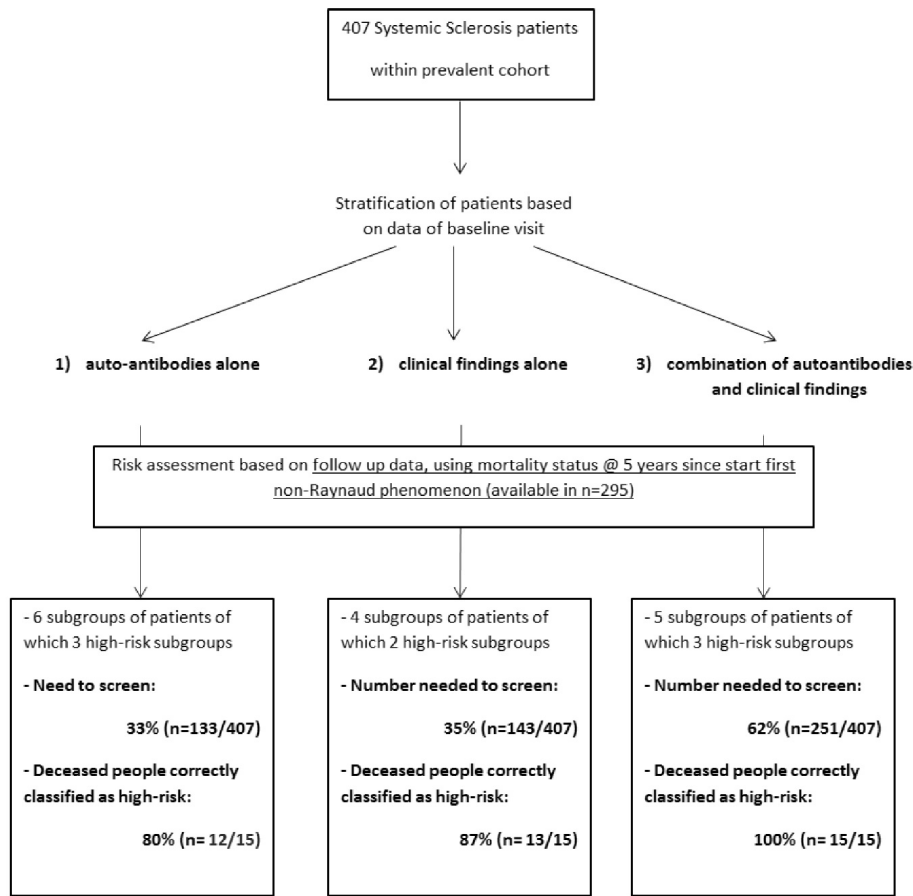 407 Systemic Sclerosis patients
within prevalent cohort
Stratification of patients based
on data of baseline visit
1) auto-antibodies alone
2) clinical findings alone
3) combination of autoantibodies
and clinical findings
Risk assessment based on follow up data, using mortality status @ 5 years since start first
non-Raynaud phenomenon (available in n=295)
- 6 subgroups of patients of
which 3 high-risk subgroups
- Need to screen:
33% (n=133/407)
- Deceased people correctly
classified as high-risk:
80% (n= 12/15)
- 4 subgroups of patients of
which 2 high-risk subgroups
- Number needed to screen:
35% (n=143/407)
- Deceased people correctly
classified as high-risk:
87% (n= 13/15)
- 5 subgroups of patients of
which 3 high-risk subgroups
- Number needed to screen:
62% (n=251/407)
- Deceased people correctly
classified as high-risk:
100% (n= 15/15)